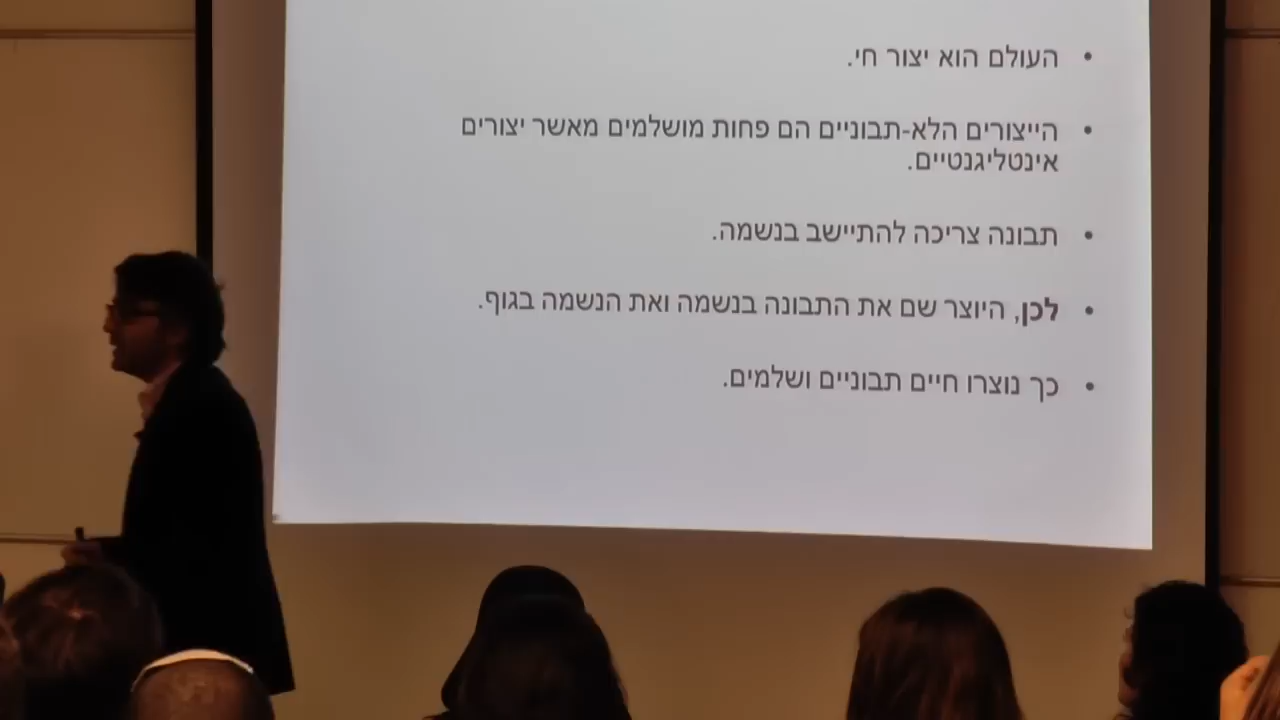 • העולם הוא יצור חי.
• הייצורים הלא-תבוניים הם פחות מושלמים מאשר יצורים
אינטליגנטיים.
• תבונה צריכה להתיישב בנשמה.
• לכן, היוצר שם את התבונה בנשמה ואת הנשמה בגוף.
• כך נוצרו חיים תבוניים ושלמים.